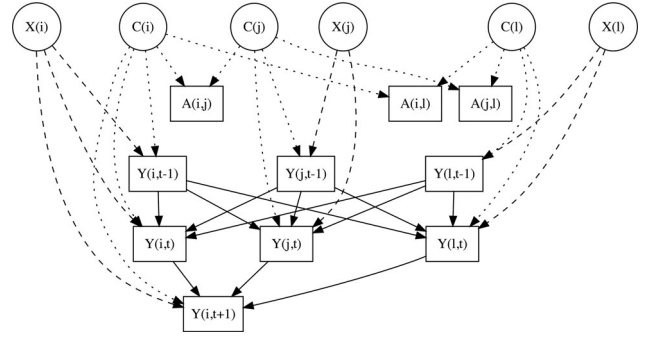 X(i) C(i) C(j) X(j) C(l) X(l)
A(i,j) A(i,l) A(j,l)
Y(i,t-1) Y(j,t-1) Y(l,t-1)
Y(i,t) Y(j,t) Y(l,t)
Y(i,t+1)